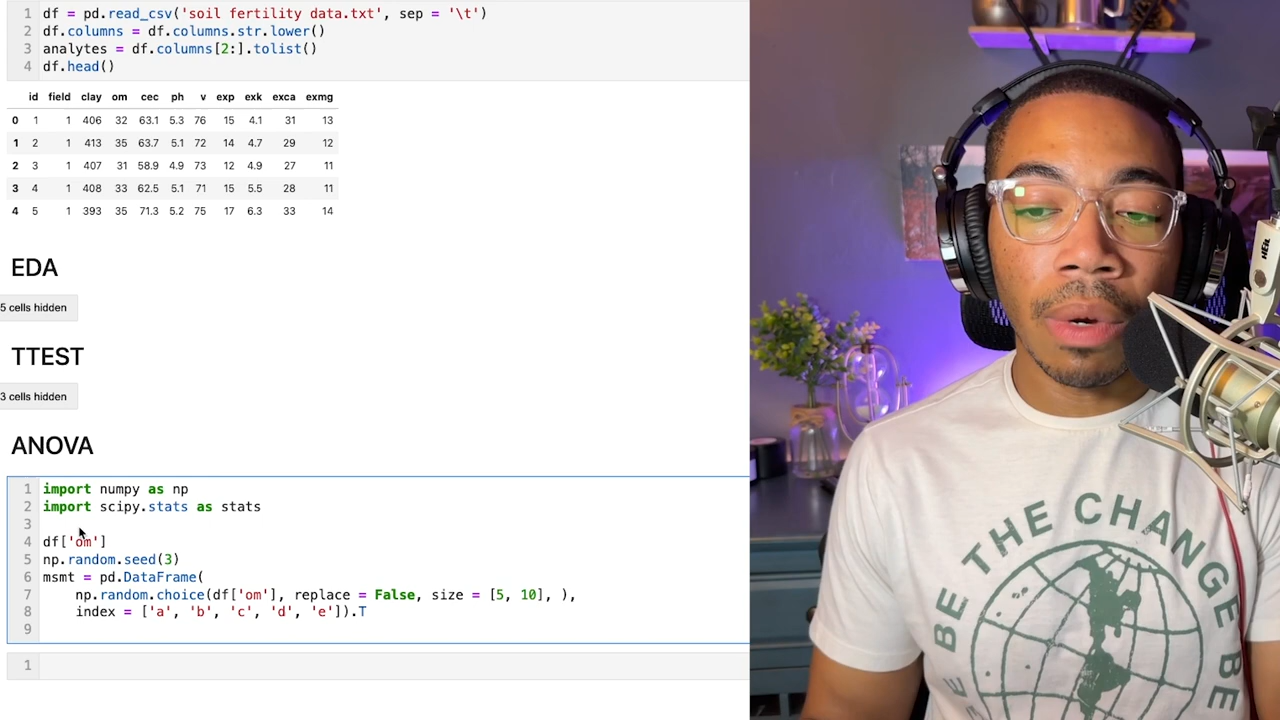 1 df = pd.read_csv('soil fertility data.txt', sep = '\t')
2 df.columns = df.columns.str.lower()
3 analytes = df.columns[2:].tolist()
4 df.head()
id field clay om cec ph v exp exk exca exmg
0 1 1 406 32 63.1 5.3 76 15 4.1 31 13
1 2 1 413 35 63.7 5.1 72 14 4.7 29 12
2 3 1 407 31 58.9 4.9 73 12 4.9 27 11
3 4 1 408 33 62.5 5.1 71 15 5.5 28 11
4 5 1 393 35 71.3 5.2 75 17 6.3 33 14
EDA
5 cells hidden
TTEST
3 cells hidden
ANOVA
1 import numpy as np
2 import scipy.stats as stats
3
4 df['om']
5 np.random.seed(3)
6 msmt = pd.DataFrame(
7 np.random.choice(df['om'], replace = False, size = [5, 10], ),
8 index = ['a', 'b', 'c', 'd', 'e']).T
9
1
HEiL
BE THE CHANGE
BE